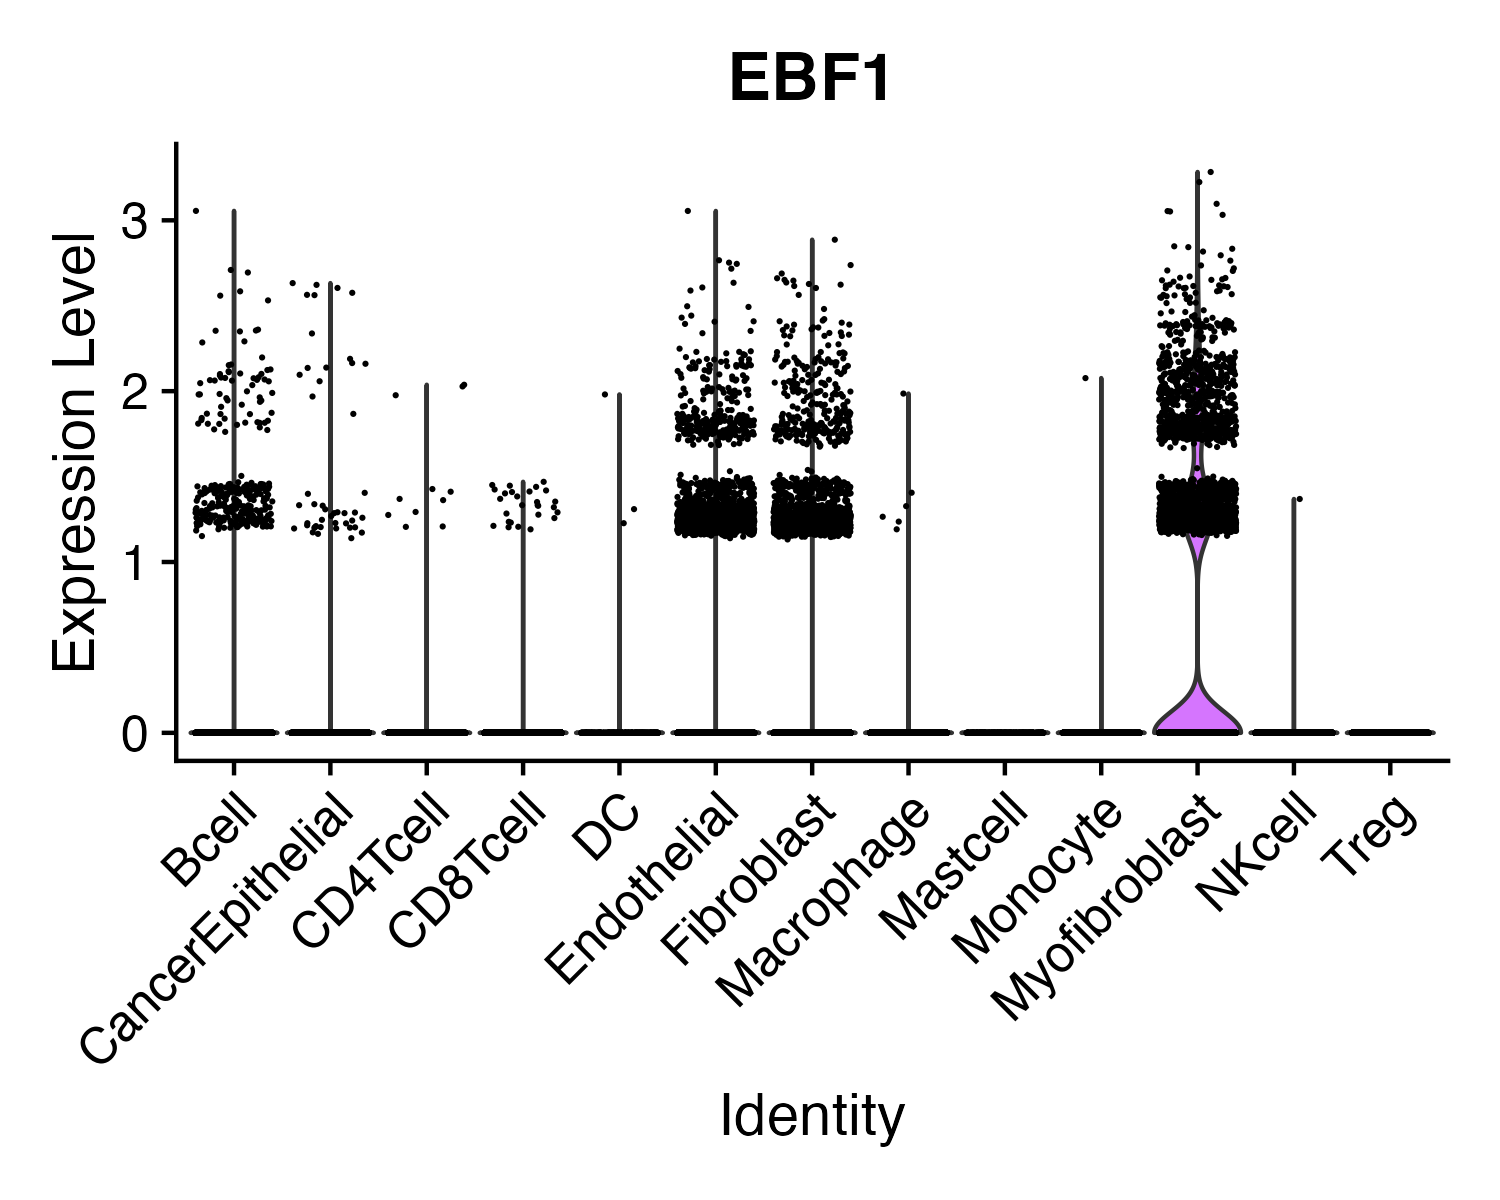 EBF1
Expression Level
3
2
1
0
Bcell
CancerEpithelial
CD4Tcell
CD8Tcell
DC
Endothelial
Fibroblast
Macrophage
Mastcell
Monocyte
Myofibroblast
NKcell
Treg
Identity